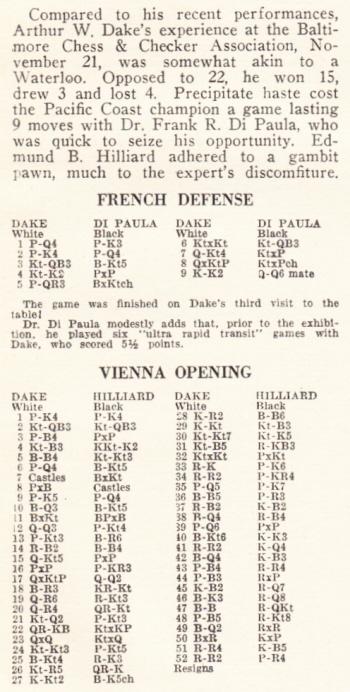 Compared to his recent performances,
Arthur W. Dake's experience at the Balti-
more Chess & Checker Association, No-
vember 21, was somewhat akin to a
Waterloo. Opposed to 22, he won 15,
drew 3 and lost 4. Precipitate haste cost
the Pacific Coast champion a game lasting
9 moves with Dr. Frank R. Di Paula, who
was quick to seize his opportunity. Ed-
mund B. Hilliard adhered to a gambit
pawn, much to the expert's discomfiture.
FRENCH DEFENSE
DAKE DI PAULA DAKE DI PAULA
White Black White Black
1 P-Q4 P-K3 6 KtxKt Kt-QB3
2 P-K4 P-Q4 7 Q-Kt4 KtxP
3 Kt-QB3 B-Kt5 8 QxKtP KtxPch
4 Kt-K2 PxP 9 K-K2 Q-Q6 mate
5 P-QR3 BxKtch
The game was finished on Dake's third visit to the
table!
Dr. Di Paula modestly adds that, prior to the exhibi-
tion, he played six "ultra rapid transit" games with
Dake, who scored 5½ points.
VIENNA OPENING
DAKE HILLIARD DAKE HILLIARD
White Black White Black
1 P-K4 P-K4 28 K-R2 B-B6
2 Kt-QB3 Kt-QB3 29 K-Kt Kt-B3
3 P-B4 PxP 30 Kt-Kt7 Kt-K5
4 Kt-B3 KKt-K2 31 Kt-B5 R-KB3
5 B-B4 Kt-Kt3 32 KtxKt PxKt
6 P-Q4 B-Kt5 33 R-K P-K6
7 Castles BxKt 34 R-R2 P-KR4
8 PxB Castles 35 P-Q5 P-K7
9 P-K5 P-Q4 36 B-B5 P-R3
10 B-Q3 B-Kt5 37 R-B2 K-B2
11 BxKt BPxB 38 B-Q4 R-B4
12 Q-Q3 P-Kt4 39 P-Q6 PxP
13 P-Kt3 B-R6 40 B-Kt6 K-K3
14 R-B2 B-B4 41 R-R2 K-Q4
15 Q-Kt5 PxP 42 B-Q4 K-B3
16 PxP P-KR3 43 P-B4 R-R4
17 QxKtP Q-Q2 44 P-B3 RxP
18 B-R3 KR-Kt 45 K-B2 R-Q7
19 Q-R6 R-Kt3 46 B-K3 R-Q8
20 Q-R4 QR-Kt 47 B-B R-QKt
21 Kt-Q2 P-Kt3 48 P-B5 R-Kt8
22 QR-KB KtxKP 49 B-Q2 RxR
23 QxQ KtxQ 50 BxR KxP
24 Kt-Kt3 P-Kt5 51 R-R4 K-B5
25 B-Kt4 R-K3 52 R-R2 P-R4
26 Kt-R5 QR-K Resigns
27 K-Kt2 B-K5ch